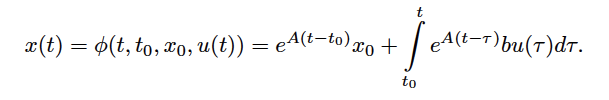 x(t) = ϕ(t, t₀, x₀, u(t)) = e^{A(t−t₀)}x₀ + ∫_{t₀}^{t} e^{A(t−τ)}bu(τ)dτ.